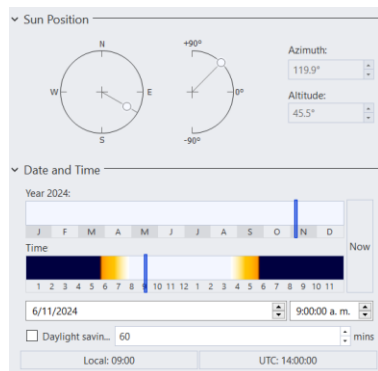 Sun Position
N
+90°
Azimuth:
119.9°
W
E
0°
Altitude:
45.5°
S
-90°
Date and Time
Year 2024:
J F M A M J J A S O N D
Now
Time
1 2 3 4 5 6 7 8 9 10 11 12 1 2 3 4 5 6 7 8 9 10 11
6/11/2024
9:00:00 a. m.
Daylight savin... 60 mins
Local: 09:00
UTC: 14:00:00